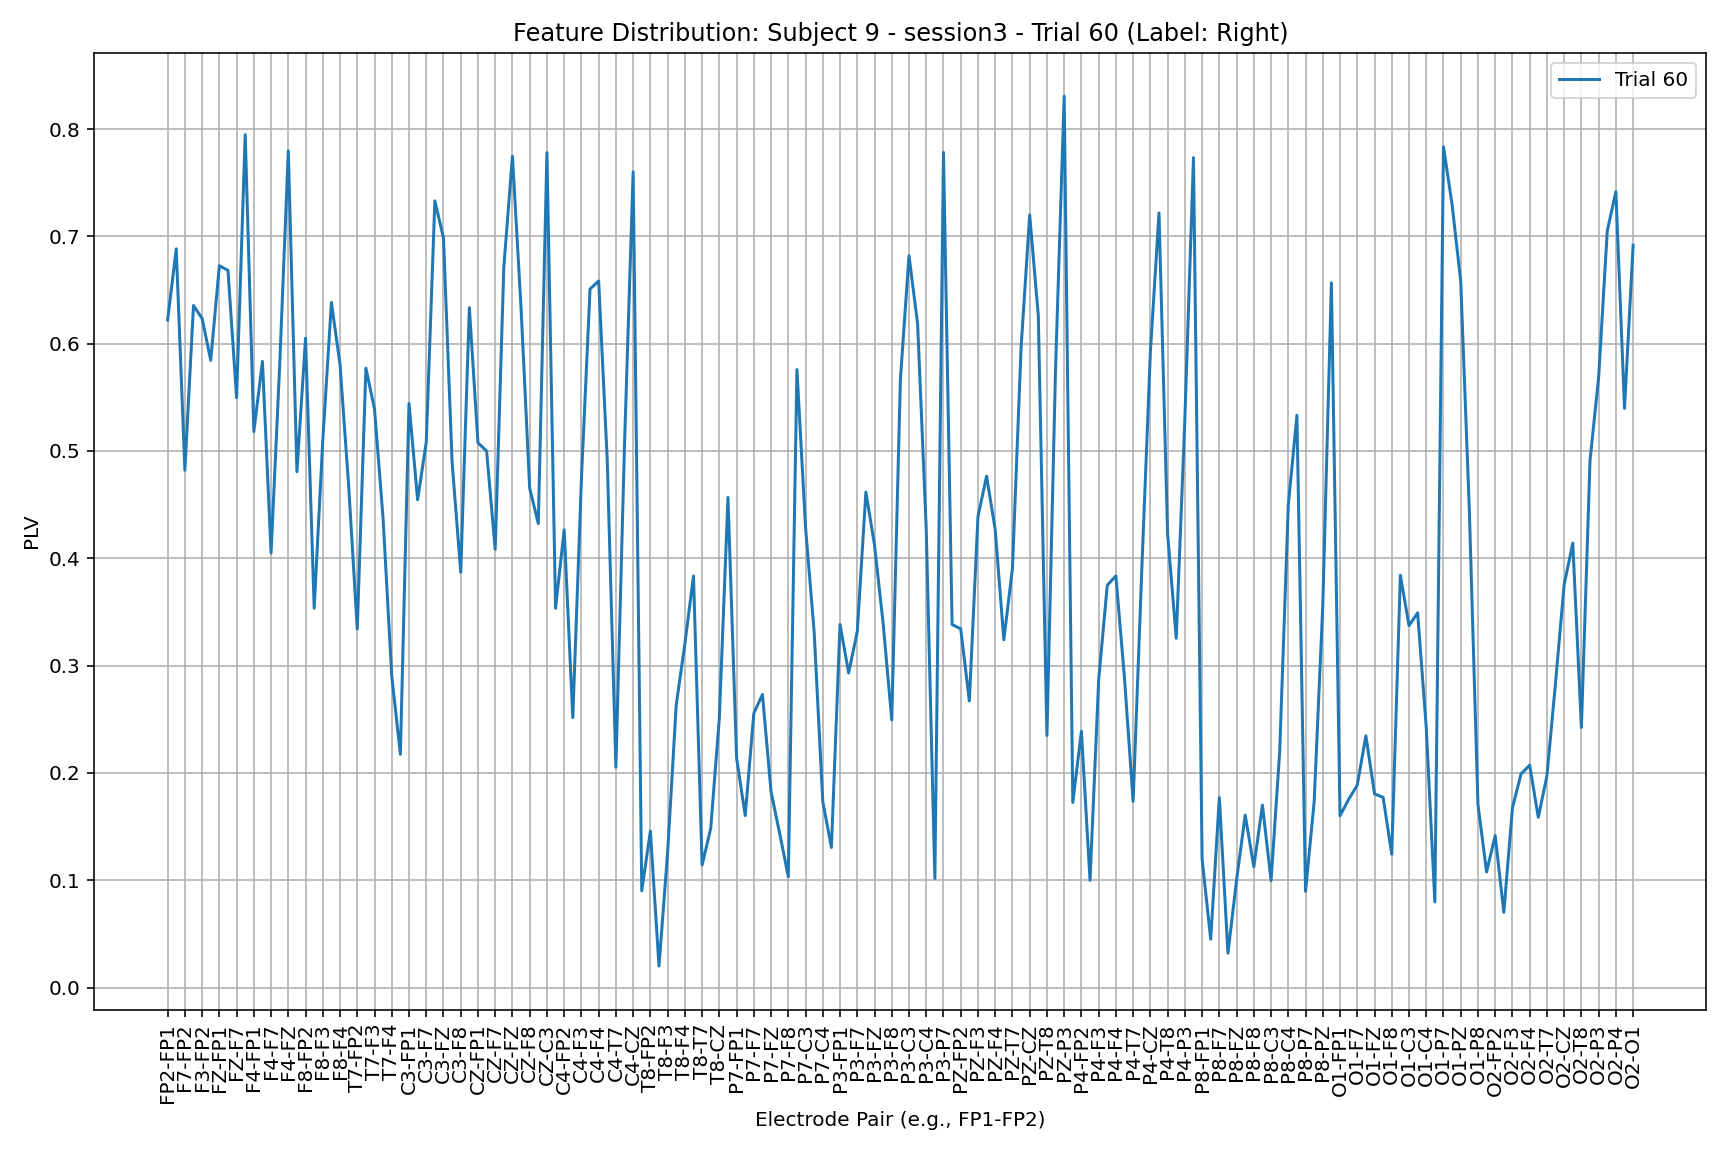 Feature Distribution: Subject 9 - session3 - Trial 60 (Label: Right)
Trial 60
PLV
0.8
0.7
0.6
0.5
0.4
0.3
0.2
0.1
0.0
FP2-FP1
F7-FP2
F3-FP2
FZ-FP1
FZ-F7
F4-FP1
F4-F7
F4-FZ
F8-FP2
F8-F3
F8-F4
T7-FP2
T7-F3
T7-F4
C3-FP1
C3-F7
C3-FZ
C3-F8
CZ-FP1
CZ-F7
CZ-FZ
CZ-F8
CZ-C3
C4-FP2
C4-F3
C4-F4
C4-T7
C4-CZ
T8-FP2
T8-F3
T8-F4
T8-T7
T8-CZ
P7-FP1
P7-F7
P7-FZ
P7-F8
P7-C3
P7-C4
P3-FP1
P3-F7
P3-FZ
P3-F8
P3-C3
P3-C4
P3-P7
PZ-FP2
PZ-F3
PZ-F4
PZ-T7
PZ-CZ
PZ-T8
PZ-P3
P4-FP2
P4-F3
P4-F4
P4-T7
P4-CZ
P4-T8
P4-P3
P8-FP1
P8-F7
P8-FZ
P8-F8
P8-C3
P8-C4
P8-P7
P8-PZ
O1-FP1
O1-F7
O1-FZ
O1-F8
O1-C3
O1-C4
O1-P7
O1-PZ
O1-P8
O2-FP2
O2-F3
O2-F4
O2-T7
O2-CZ
O2-T8
O2-P3
O2-P4
O2-O1
Electrode Pair (e.g., FP1-FP2)